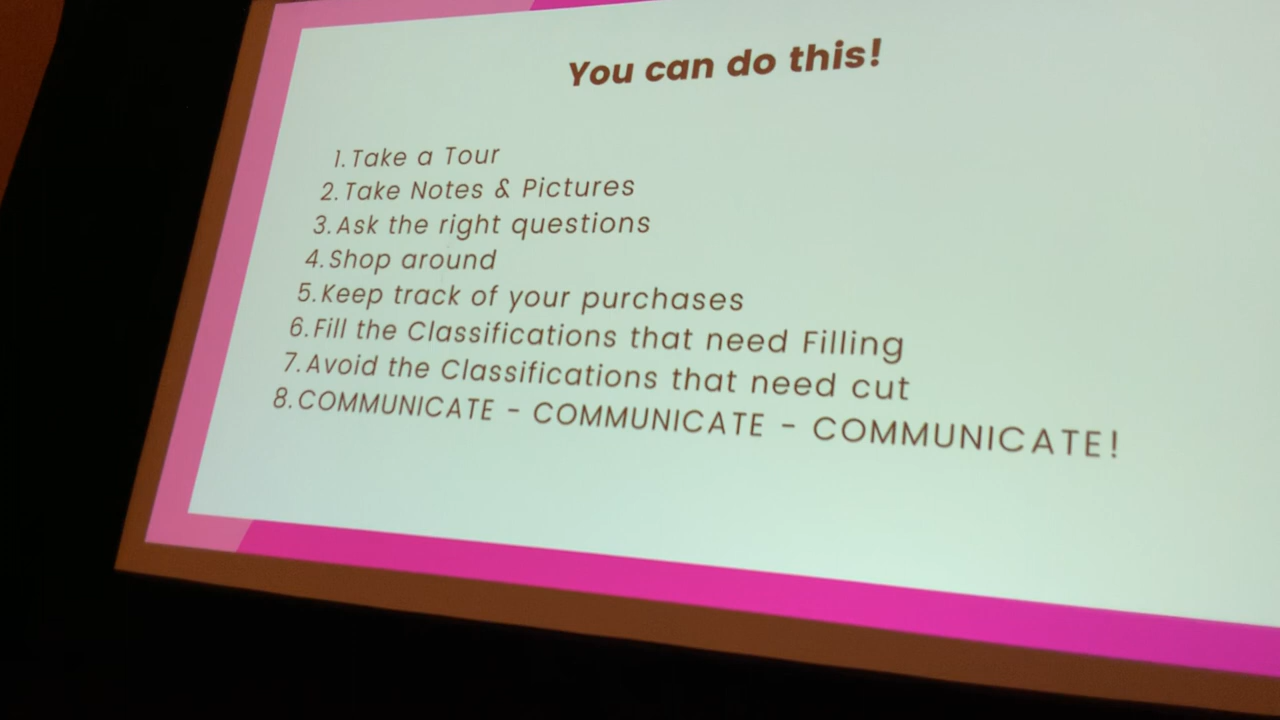 You can do this!
1. Take a Tour
2. Take Notes & Pictures
3. Ask the right questions
4. Shop around
5. Keep track of your purchases
6. Fill the Classifications that need Filling
7. Avoid the Classifications that need cut
8. COMMUNICATE - COMMUNICATE - COMMUNICATE!